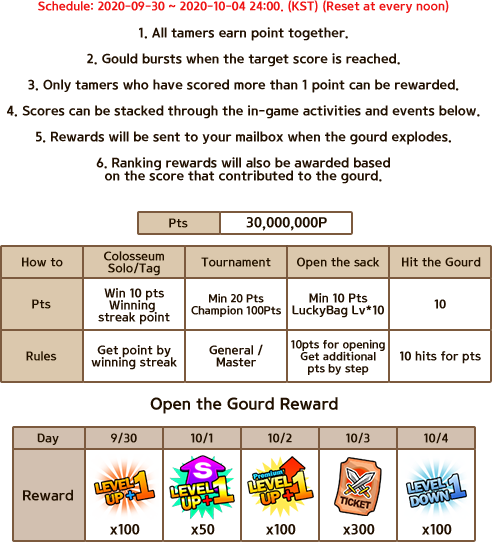 Schedule: 2020-09-30 ~ 2020-10-04 24:00. (KST) (Reset at every noon)
1. All tamers earn point together.
2. Gould bursts when the target score is reached.
3. Only tamers who have scored more than 1 point can be rewarded.
4. Scores can be stacked through the in-game activities and events below.
5. Rewards will be sent to your mailbox when the gourd explodes.
6. Ranking rewards will also be awarded based
on the score that contributed to the gourd.
Pts 30,000,000P
How to
Colosseum
Solo/Tag
Tournament
Open the sack
Hit the Gourd
Pts
Win 10 pts
Winning
streak point
Min 20 Pts
Champion 100Pts
Min 10 Pts
LuckyBag Lv*10
10
Rules
Get point by
winning streak
General /
Master
10pts for opening
Get additional
pts by step
10 hits for pts
Open the Gourd Reward
Day 9/30 10/1 10/2 10/3 10/4
Reward
LEVEL
UP+1
S
LEVEL
UP+1
Premium!
LEVEL
UP+1
TICKET
LEVEL
DOWN 1
x100 x50 x100 x300 x100